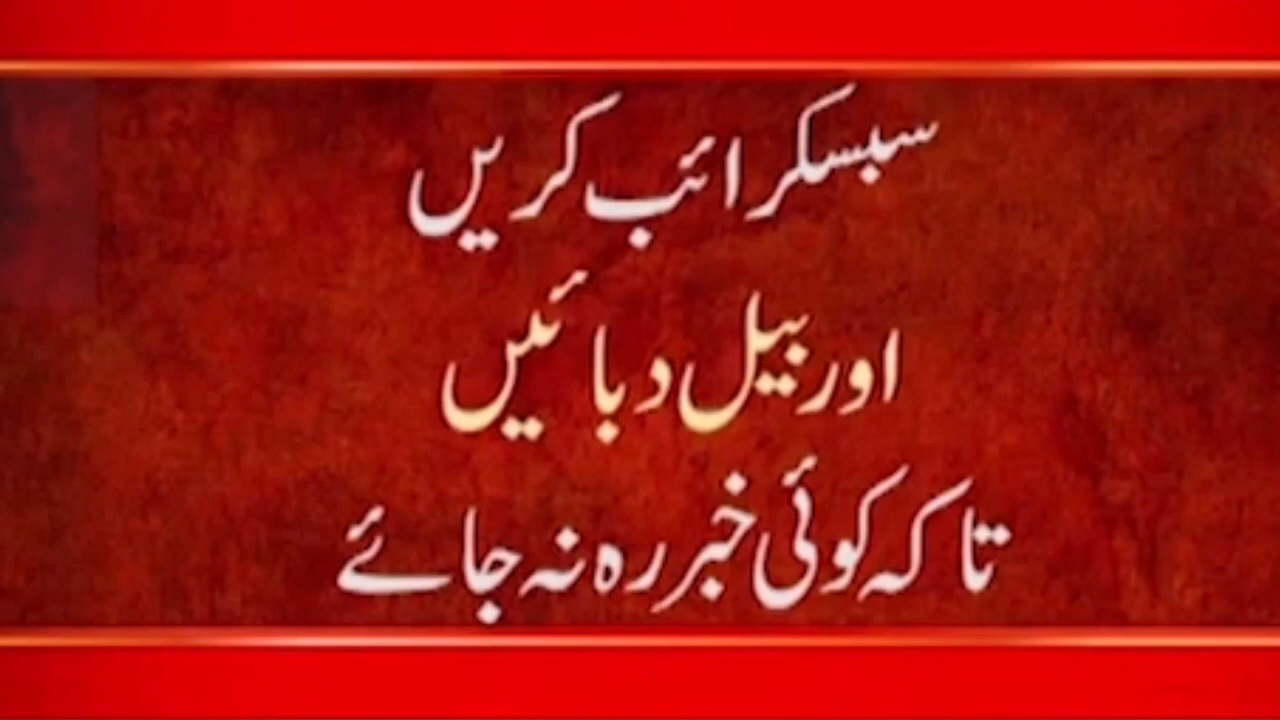 سبسکرائب کریں
اور بیل دبائیں
تاکہ کوئی خبر رہ نہ جائے